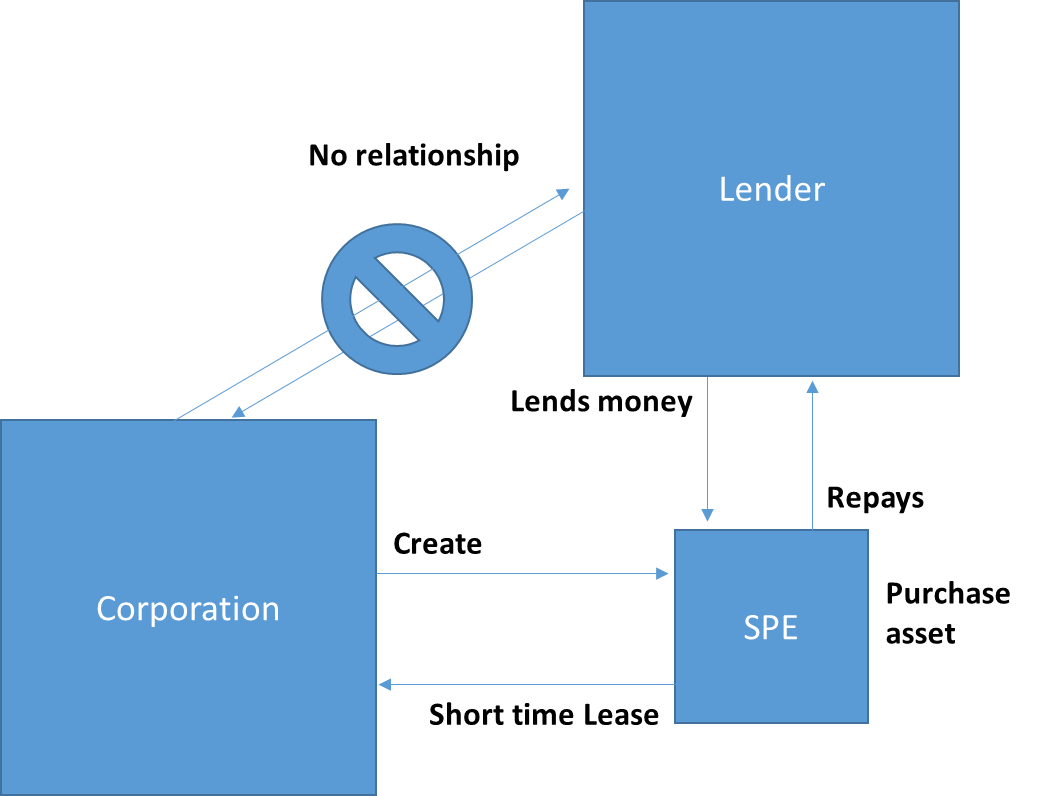 No relationship
Lender
Lends money
Repays
Create
Corporation
SPE
Purchase
asset
Short time Lease